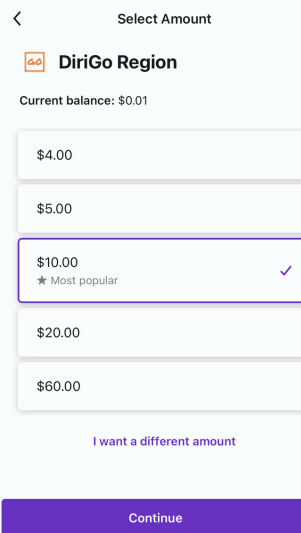 Select Amount
GO DiriGo Region
Current balance: $0.01
$4.00
$5.00
$10.00
Most popular
$20.00
$60.00
I want a different amount
Continue